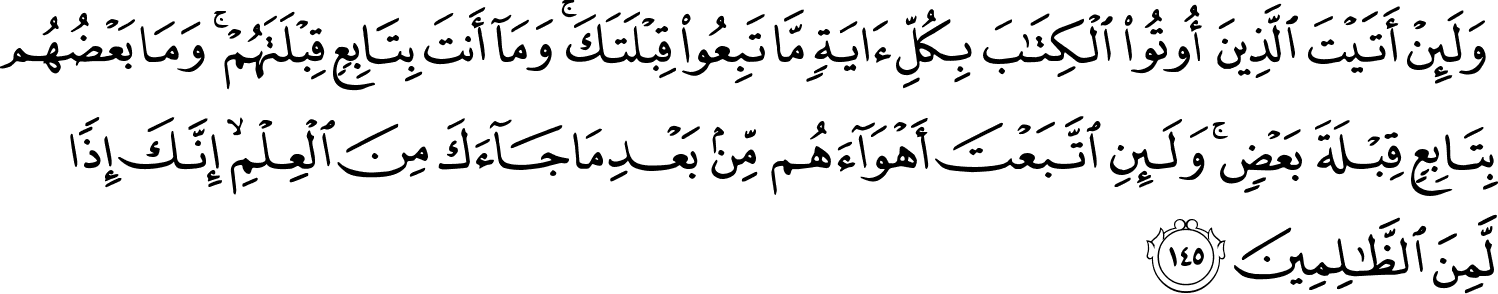 وَلَئِنْ أَتَيْتَ ٱلَّذِينَ أُوتُوا۟ ٱلْكِتَـٰبَ بِكُلِّ ءَايَةٍ مَّا تَبِعُوا۟ قِبْلَتَكَ ۚ وَمَآ أَنتَ بِتَابِعٍ قِبْلَتَهُمْ ۚ وَمَا بَعْضُهُم
بِتَابِعٍ قِبْلَةَ بَعْضٍ ۚ وَلَئِنِ ٱتَّبَعْتَ أَهْوَآءَهُم مِّنۢ بَعْدِ مَا جَآءَكَ مِنَ ٱلْعِلْمِ ۙ إِنَّكَ إِذًا
لَّمِنَ ٱلظَّـٰلِمِينَ ١٤٥